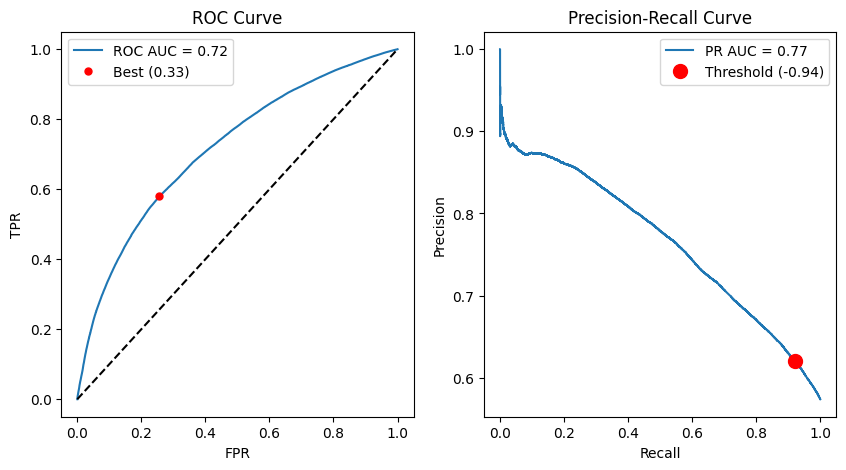 ROC Curve
ROC AUC = 0.72
Best (0.33)
1.0
0.8
0.6
0.4
0.2
0.0
TPR
0.0 0.2 0.4 0.6 0.8 1.0
FPR
Precision-Recall Curve
PR AUC = 0.77
Threshold (-0.94)
1.0
0.9
0.8
0.7
0.6
Precision
0.0 0.2 0.4 0.6 0.8 1.0
Recall